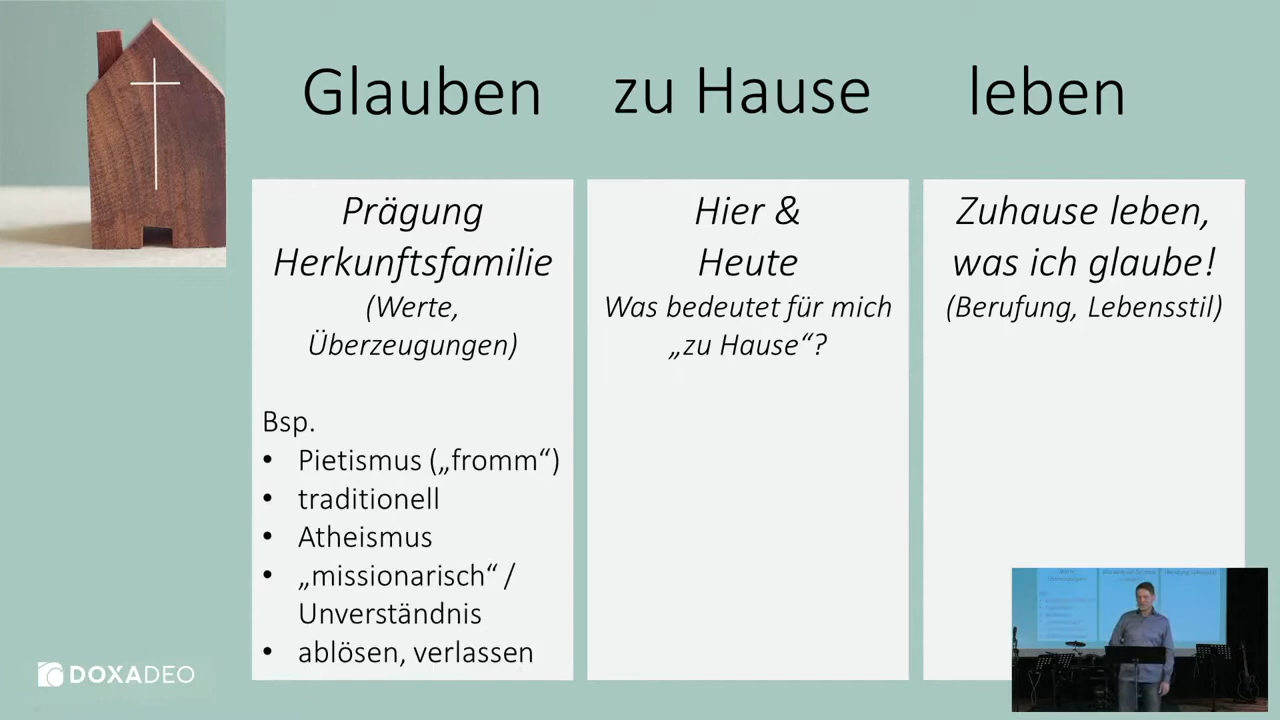 Glauben zu Hause leben
Prägung
Herkunftsfamilie
(Werte,
Überzeugungen)
Bsp.
• Pietismus („fromm“)
• traditionell
• Atheismus
• „missionarisch“ /
Unverständnis
• ablösen, verlassen
Hier &
Heute
Was bedeutet für mich
„zu Hause“?
Zuhause leben,
was ich glaube!
(Berufung, Lebensstil)
DOXADEO